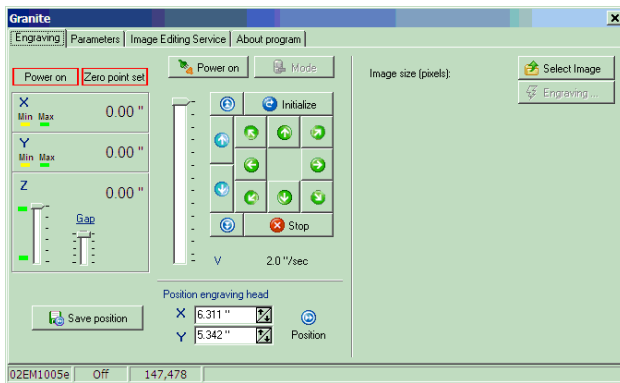 Granite
Engraving Parameters Image Editing Service About program
Power on Zero point set
Power on Mode
Image size (pixels):
Select Image
Engraving ...
X
Min Max
0.00 "
Y
Min Max
0.00 "
Z
0.00 "
Gap
Initialize
Stop
V 2.0 "/sec
Save position
Position engraving head
X 6.311 "
Y 5.342 "
Position
02EM1005e Off 147,478